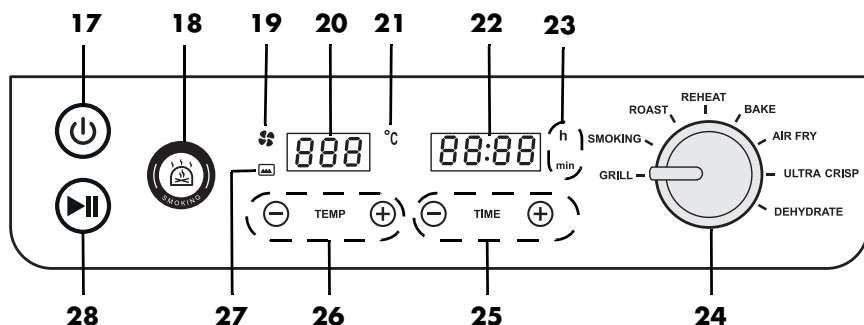 17 18 19 20 21 22 23
REHEAT
ROAST BAKE
°C h
SMOKING AIR FRY
888 88:88
min
GRILL ULTRA CRISP
SMOKING
TEMP TIME DEHYDRATE
28 27 26 25 24